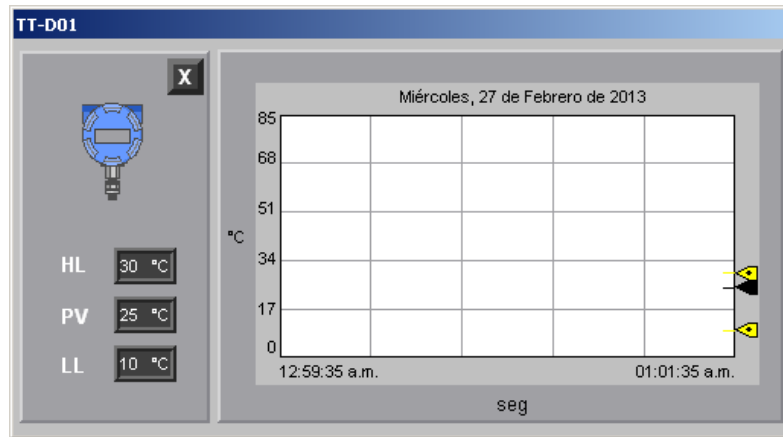 TT-D01
X
HL 30 °C
PV 25 °C
LL 10 °C
Miércoles, 27 de Febrero de 2013
85
68
51
°C
34
17
0
12:59:35 a.m. 01:01:35 a.m.
seg